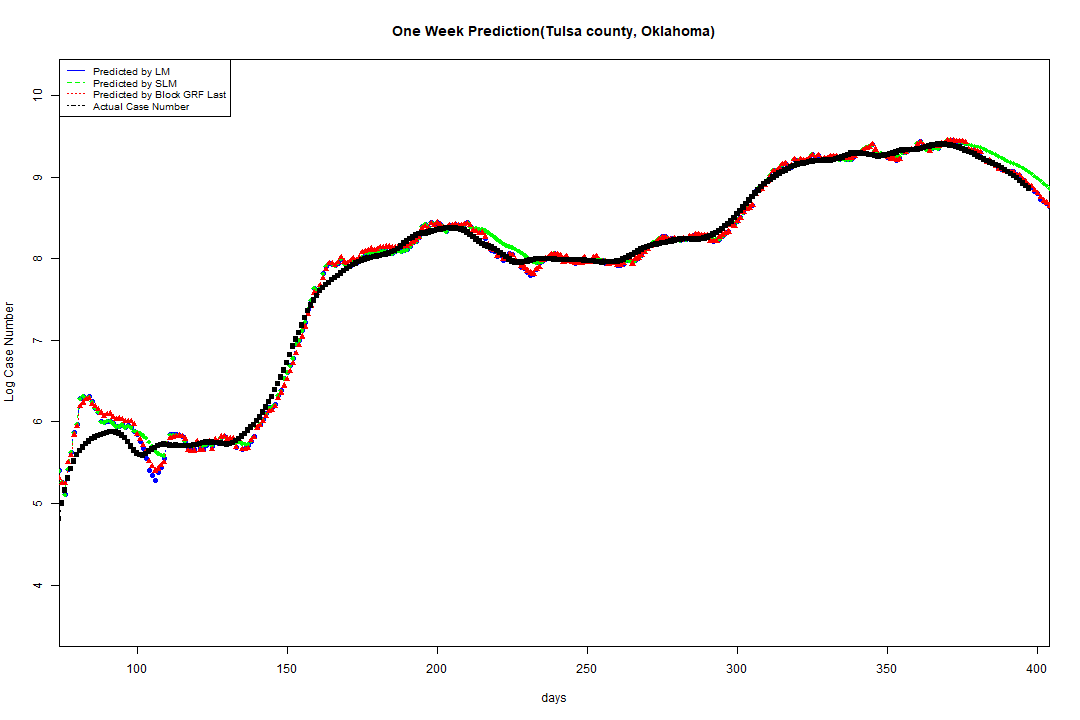 One Week Prediction(Tulsa county, Oklahoma)
Predicted by LM
Predicted by SLM
Predicted by Block GRF Last
Actual Case Number
10
9
8
7
6
5
4
Log Case Number
100 150 200 250 300 350 400
days